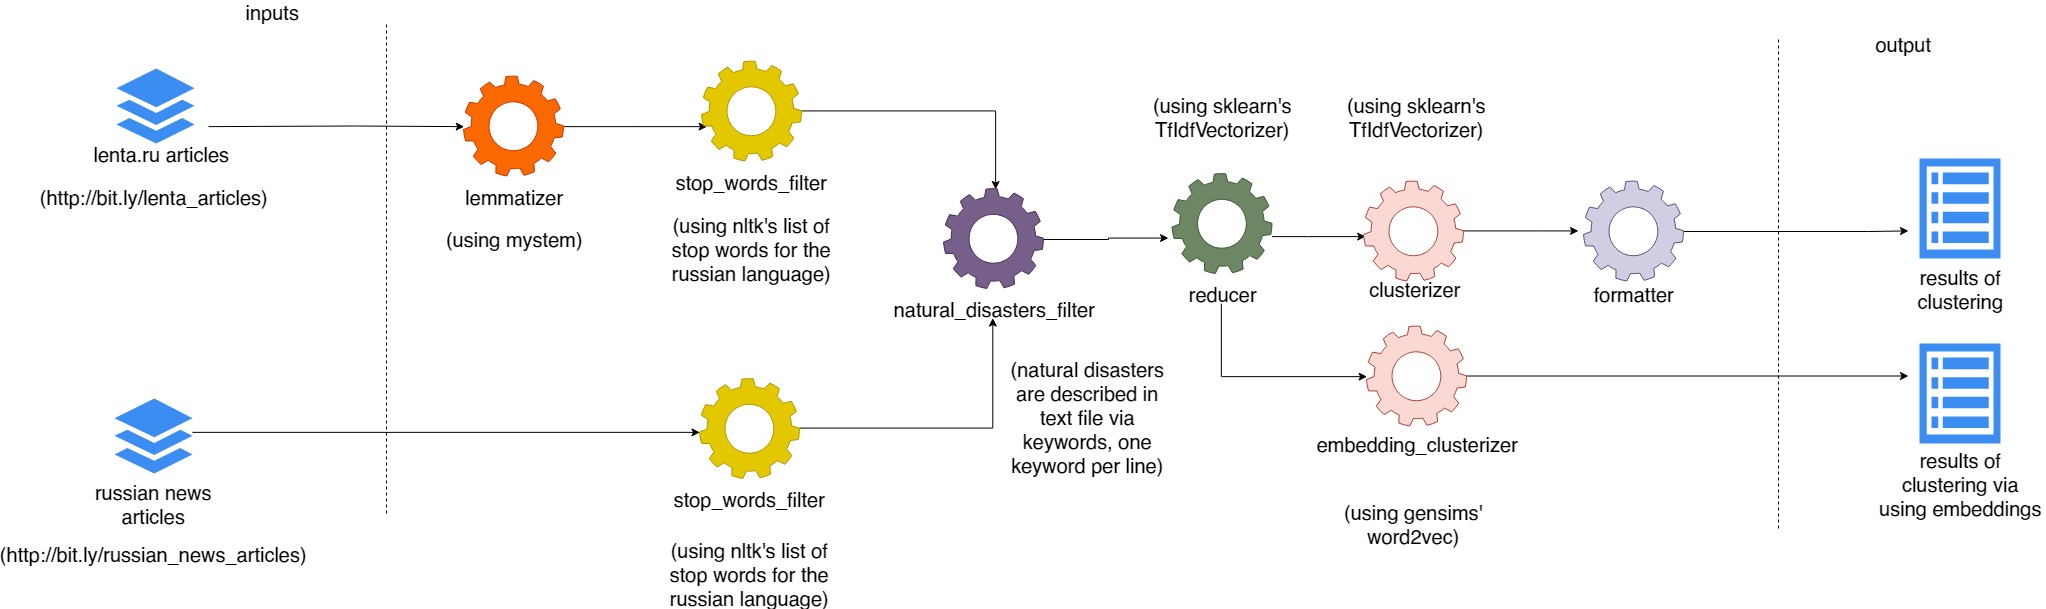 inputs
output
lenta.ru articles
(http://bit.ly/lenta_articles)
lemmatizer
(using mystem)
stop_words_filter
(using nltk's list of
stop words for the
russian language)
natural_disasters_filter
(natural disasters
are described in
text file via
keywords, one
keyword per line)
(using sklearn's
TfIdfVectorizer)
reducer
(using sklearn's
TfIdfVectorizer)
clusterizer
formatter
results of
clustering
russian news
articles
(http://bit.ly/russian_news_articles)
stop_words_filter
(using nltk's list of
stop words for the
russian language)
embedding_clusterizer
(using gensims'
word2vec)
results of
clustering via
using embeddings